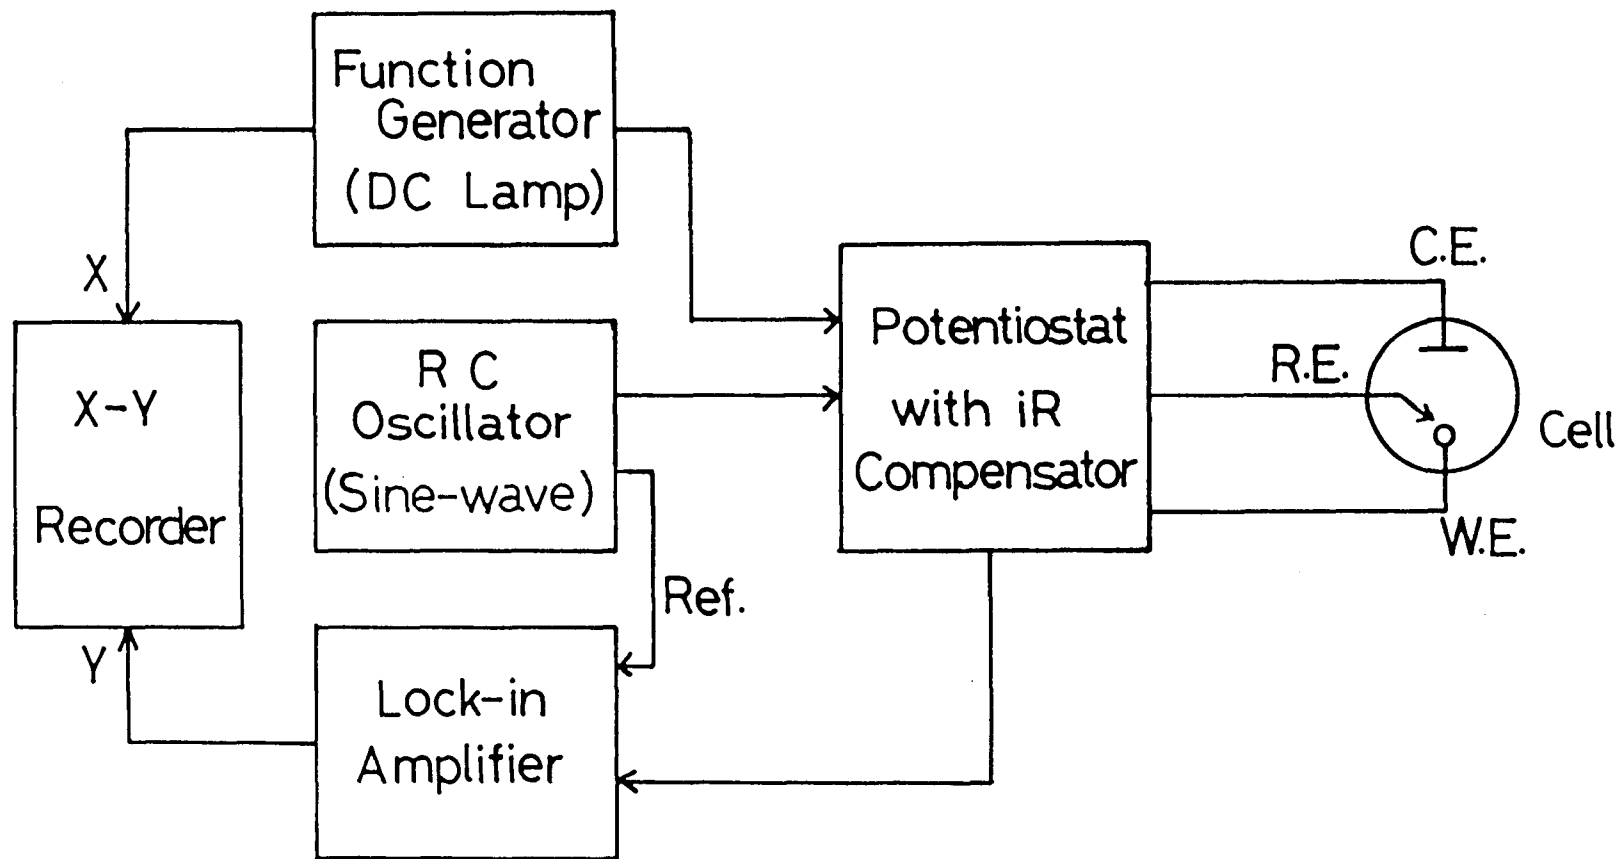 Function
Generator
(DC Lamp)
X
R C
Oscillator
(Sine-wave)
X-Y
Recorder
Y
Ref.
Lock-in
Amplifier
Potentiostat
with iR
Compensator
C.E.
R.E.
Cell
W.E.